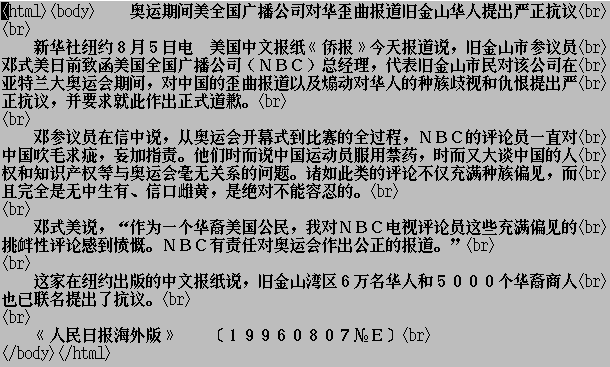 <html><body>　　奥运期间美全国广播公司对华歪曲报道旧金山华人提出严正抗议<br>
<br>
　　新华社纽约８月５日电　美国中文报纸《侨报》今天报道说，旧金山市参议员<br>
邓式美日前致函美国全国广播公司（ＮＢＣ）总经理，代表旧金山市民对该公司在<br>
亚特兰大奥运会期间，对中国的歪曲报道以及煽动对华人的种族歧视和仇恨提出严<br>
正抗议，并要求就此作出正式道歉。<br>
<br>
　　邓参议员在信中说，从奥运会开幕式到比赛的全过程，ＮＢＣ的评论员一直对<br>
中国吹毛求疵，妄加指责。他们时而说中国运动员服用禁药，时而又大谈中国的人<br>
权和知识产权等与奥运会毫无关系的问题。诸如此类的评论不仅充满种族偏见，而<br>
且完全是无中生有、信口雌黄，是绝对不能容忍的。<br>
<br>
　　邓式美说，“作为一个华裔美国公民，我对ＮＢＣ电视评论员这些充满偏见的<br>
挑衅性评论感到愤慨。ＮＢＣ有责任对奥运会作出公正的报道。”<br>
<br>
　　这家在纽约出版的中文报纸说，旧金山湾区６万名华人和５０００个华裔商人<br>
也已联名提出了抗议。<br>
<br>
　　《人民日报海外版》　　〔１９９６０８０７№Ｅ〕<br>
</body></html>